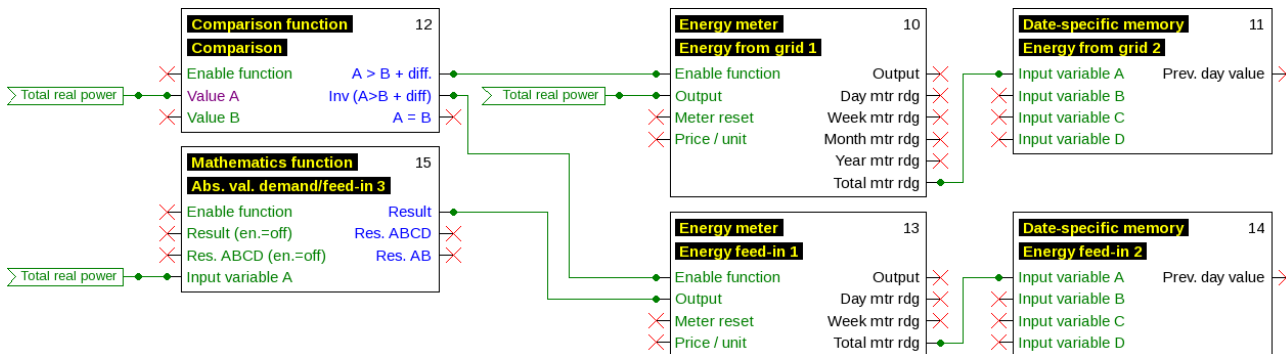 Comparison function 12
Comparison
Enable function A > B + diff.
Total real power Value A Inv (A>B + diff)
Value B A = B
Mathematics function 15
Abs. val. demand/feed-in 3
Enable function Result
Result (en.=off) Res. ABCD
Res. ABCD (en.=off) Res. AB
Total real power Input variable A
Energy meter 10
Energy from grid 1
Enable function Output
Total real power Output Day mtr rdg
Meter reset Week mtr rdg
Price / unit Month mtr rdg
Year mtr rdg
Total mtr rdg
Energy meter 13
Energy feed-in 1
Enable function Output
Output Day mtr rdg
Meter reset Week mtr rdg
Price / unit Total mtr rdg
Date-specific memory 11
Energy from grid 2
Input variable A Prev. day value
Input variable B
Input variable C
Input variable D
Date-specific memory 14
Energy feed-in 2
Input variable A Prev. day value
Input variable B
Input variable C
Input variable D